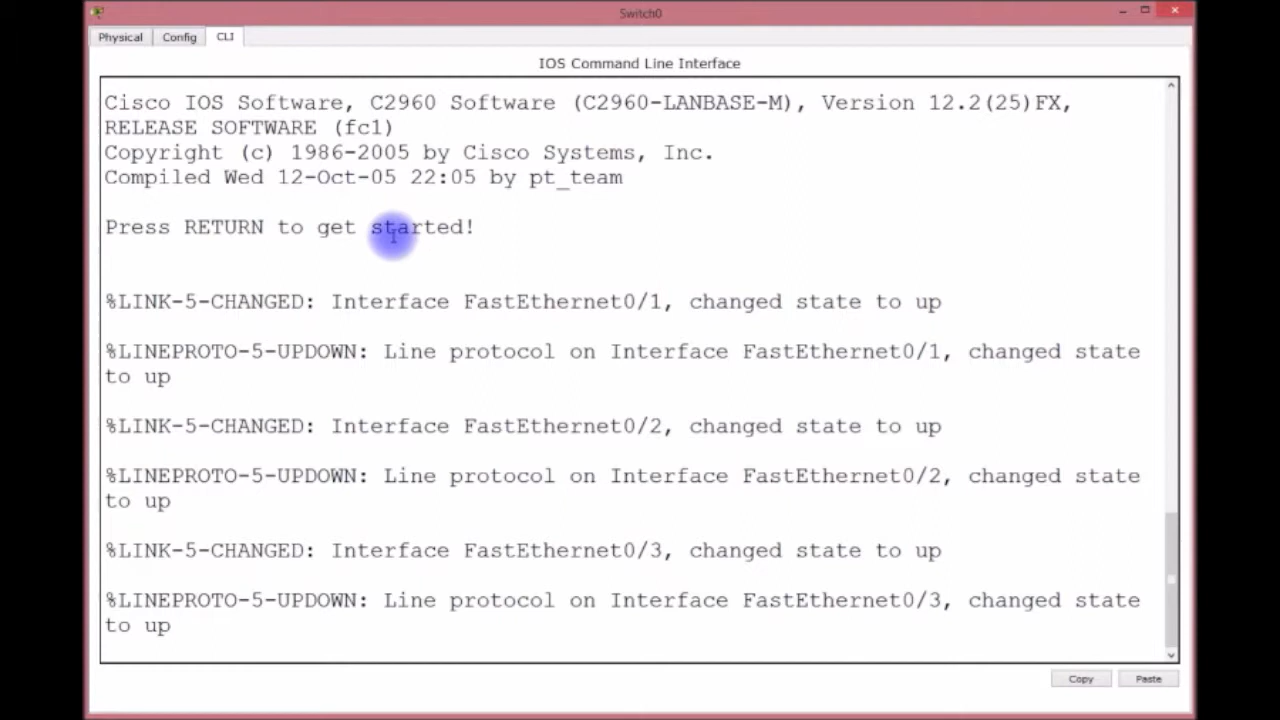 Switch0
Physical
Config
CLI
IOS Command Line Interface
Cisco IOS Software, C2960 Software (C2960-LANBASE-M), Version 12.2(25)FX,
RELEASE SOFTWARE (fc1)
Copyright (c) 1986-2005 by Cisco Systems, Inc.
Compiled Wed 12-Oct-05 22:05 by pt_team
Press RETURN to get started!
%LINK-5-CHANGED: Interface FastEthernet0/1, changed state to up
%LINEPROTO-5-UPDOWN: Line protocol on Interface FastEthernet0/1, changed state
to up
%LINK-5-CHANGED: Interface FastEthernet0/2, changed state to up
%LINEPROTO-5-UPDOWN: Line protocol on Interface FastEthernet0/2, changed state
to up
%LINK-5-CHANGED: Interface FastEthernet0/3, changed state to up
%LINEPROTO-5-UPDOWN: Line protocol on Interface FastEthernet0/3, changed state
to up
Copy
Paste